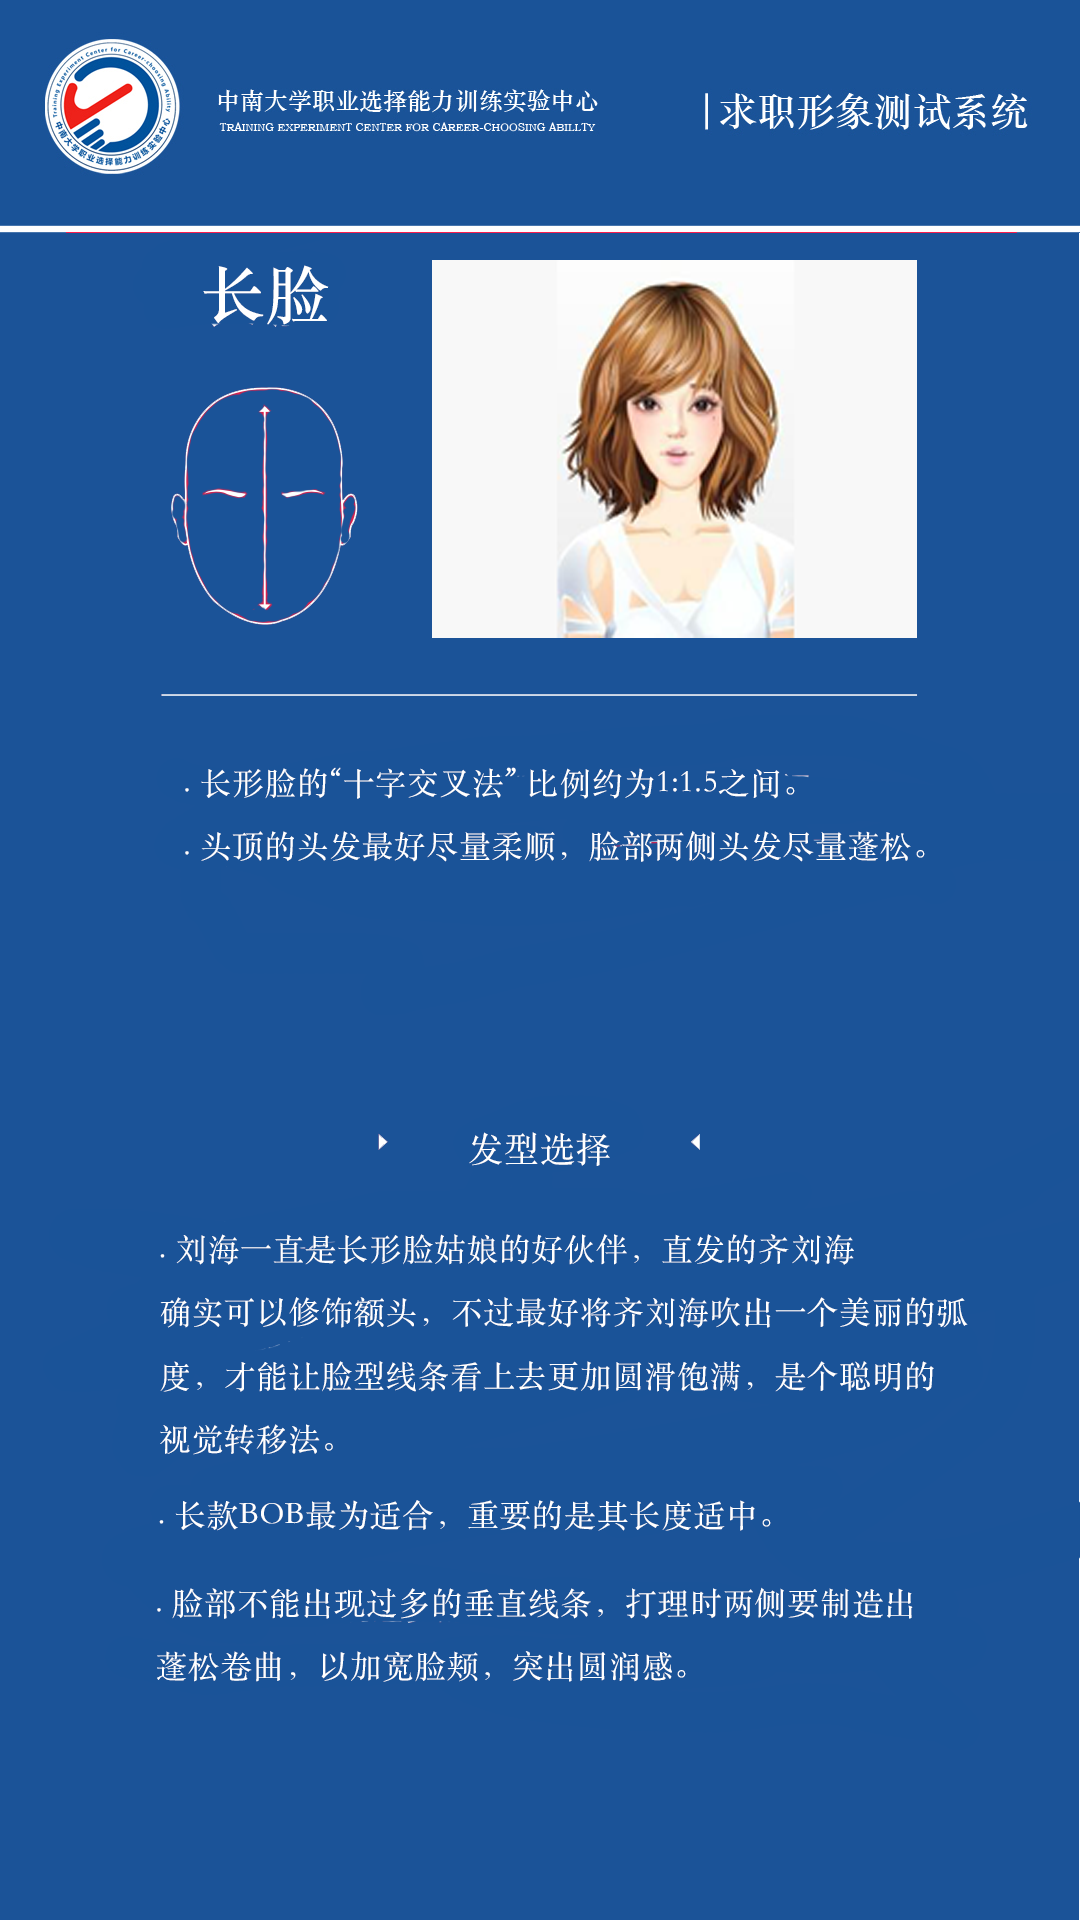 Training Experiment Center for Career-choosing Ability
中南大学职业选择能力训练实验中心
中南大学职业选择能力训练实验中心
TRAINING EXPERIMENT CENTER FOR CAREER-CHOOSING ABILLTY
|求职形象测试系统
长脸
. 长形脸的“十字交叉法” 比例约为1:1.5之间。
. 头顶的头发最好尽量柔顺，脸部两侧头发尽量蓬松。
发型选择
. 刘海一直是长形脸姑娘的好伙伴，直发的齐刘海
确实可以修饰额头，不过最好将齐刘海吹出一个美丽的弧
度，才能让脸型线条看上去更加圆滑饱满，是个聪明的
视觉转移法。
. 长款BOB最为适合，重要的是其长度适中。
. 脸部不能出现过多的垂直线条，打理时两侧要制造出
蓬松卷曲，以加宽脸颊，突出圆润感。